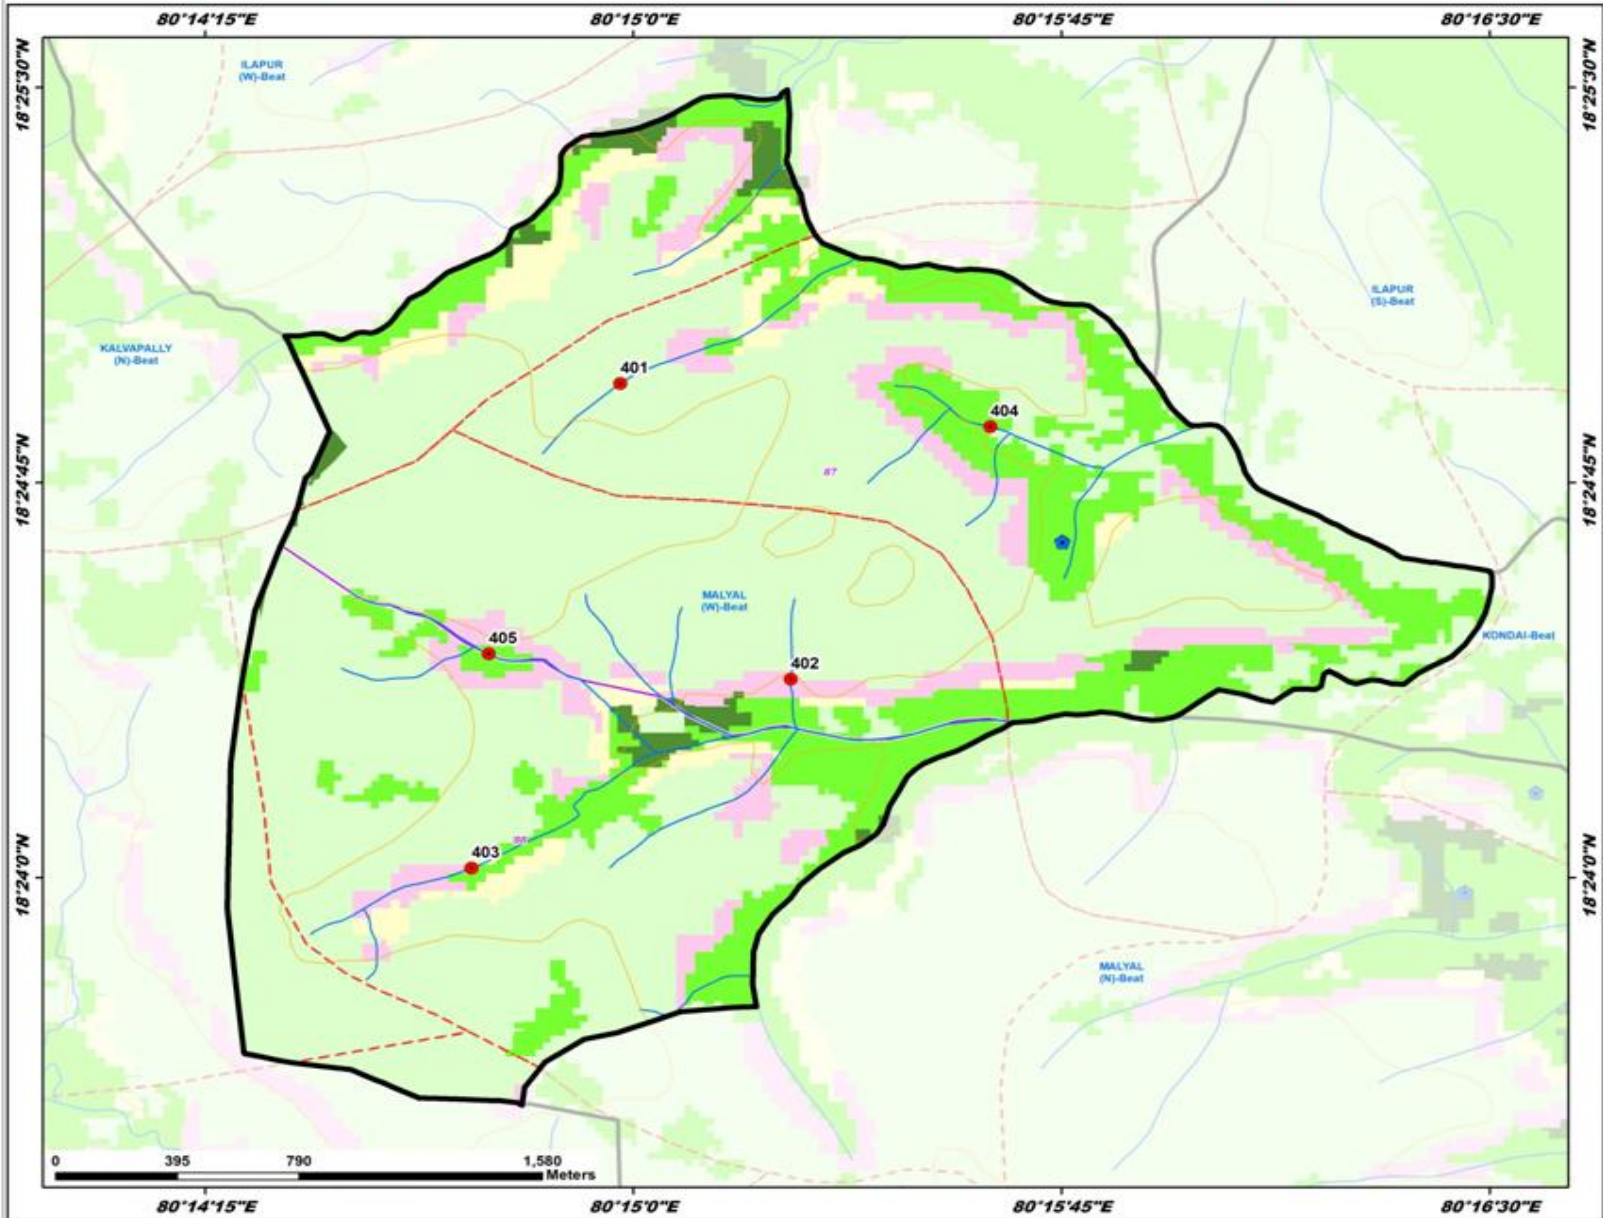 80°14'15"E 80°15'0"E 80°15'45"E 80°16'30"E
18°25'30"N
18°25'30"N
ILAPUR
(W)-Beat
ILAPUR
(S)-Beat
KALVAPALLY
(N)-Beat
401
404
87
18°24'45"N
18°24'45"N
MALYAL
(W)-Beat
KONDAI-Beat
405
402
403
18°24'0"N
18°24'0"N
MALYAL
(N)-Beat
0 395 790 1,580
Meters
80°14'15"E 80°15'0"E 80°15'45"E 80°16'30"E